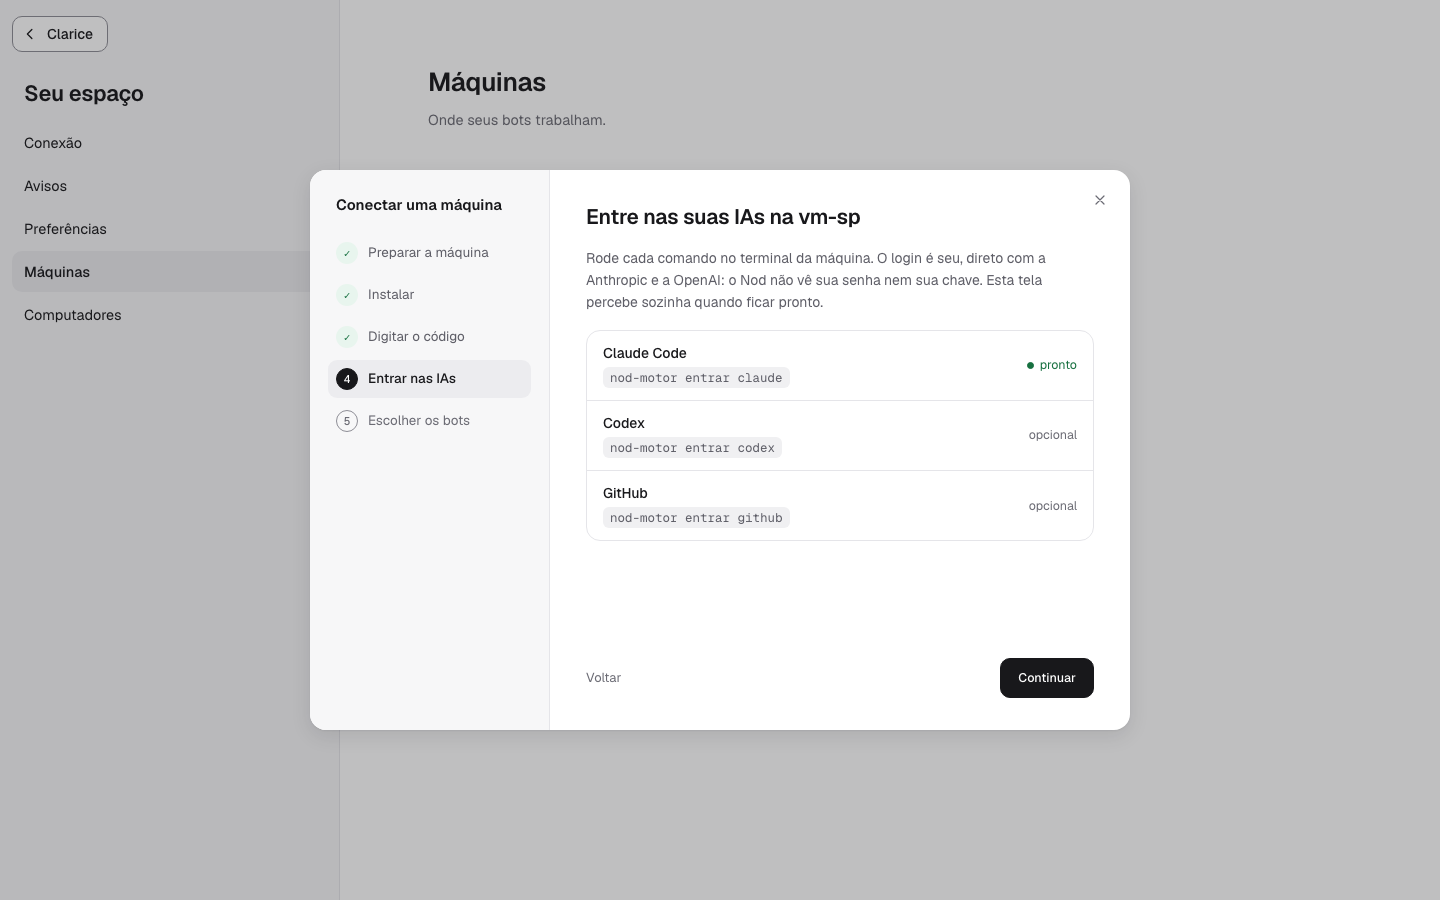 Clarice
Seu espaço
Conexão
Avisos
Preferências
Máquinas
Computadores
Máquinas
Onde seus bots trabalham.
Conectar uma máquina
✓ Preparar a máquina
✓ Instalar
✓ Digitar o código
4 Entrar nas IAs
5 Escolher os bots
Entre nas suas IAs na vm-sp
Rode cada comando no terminal da máquina. O login é seu, direto com a
Anthropic e a OpenAI: o Nod não vê sua senha nem sua chave. Esta tela
percebe sozinha quando ficar pronto.
Claude Code
nod-motor entrar claude
pronto
Codex
nod-motor entrar codex
opcional
GitHub
nod-motor entrar github
opcional
Voltar
Continuar